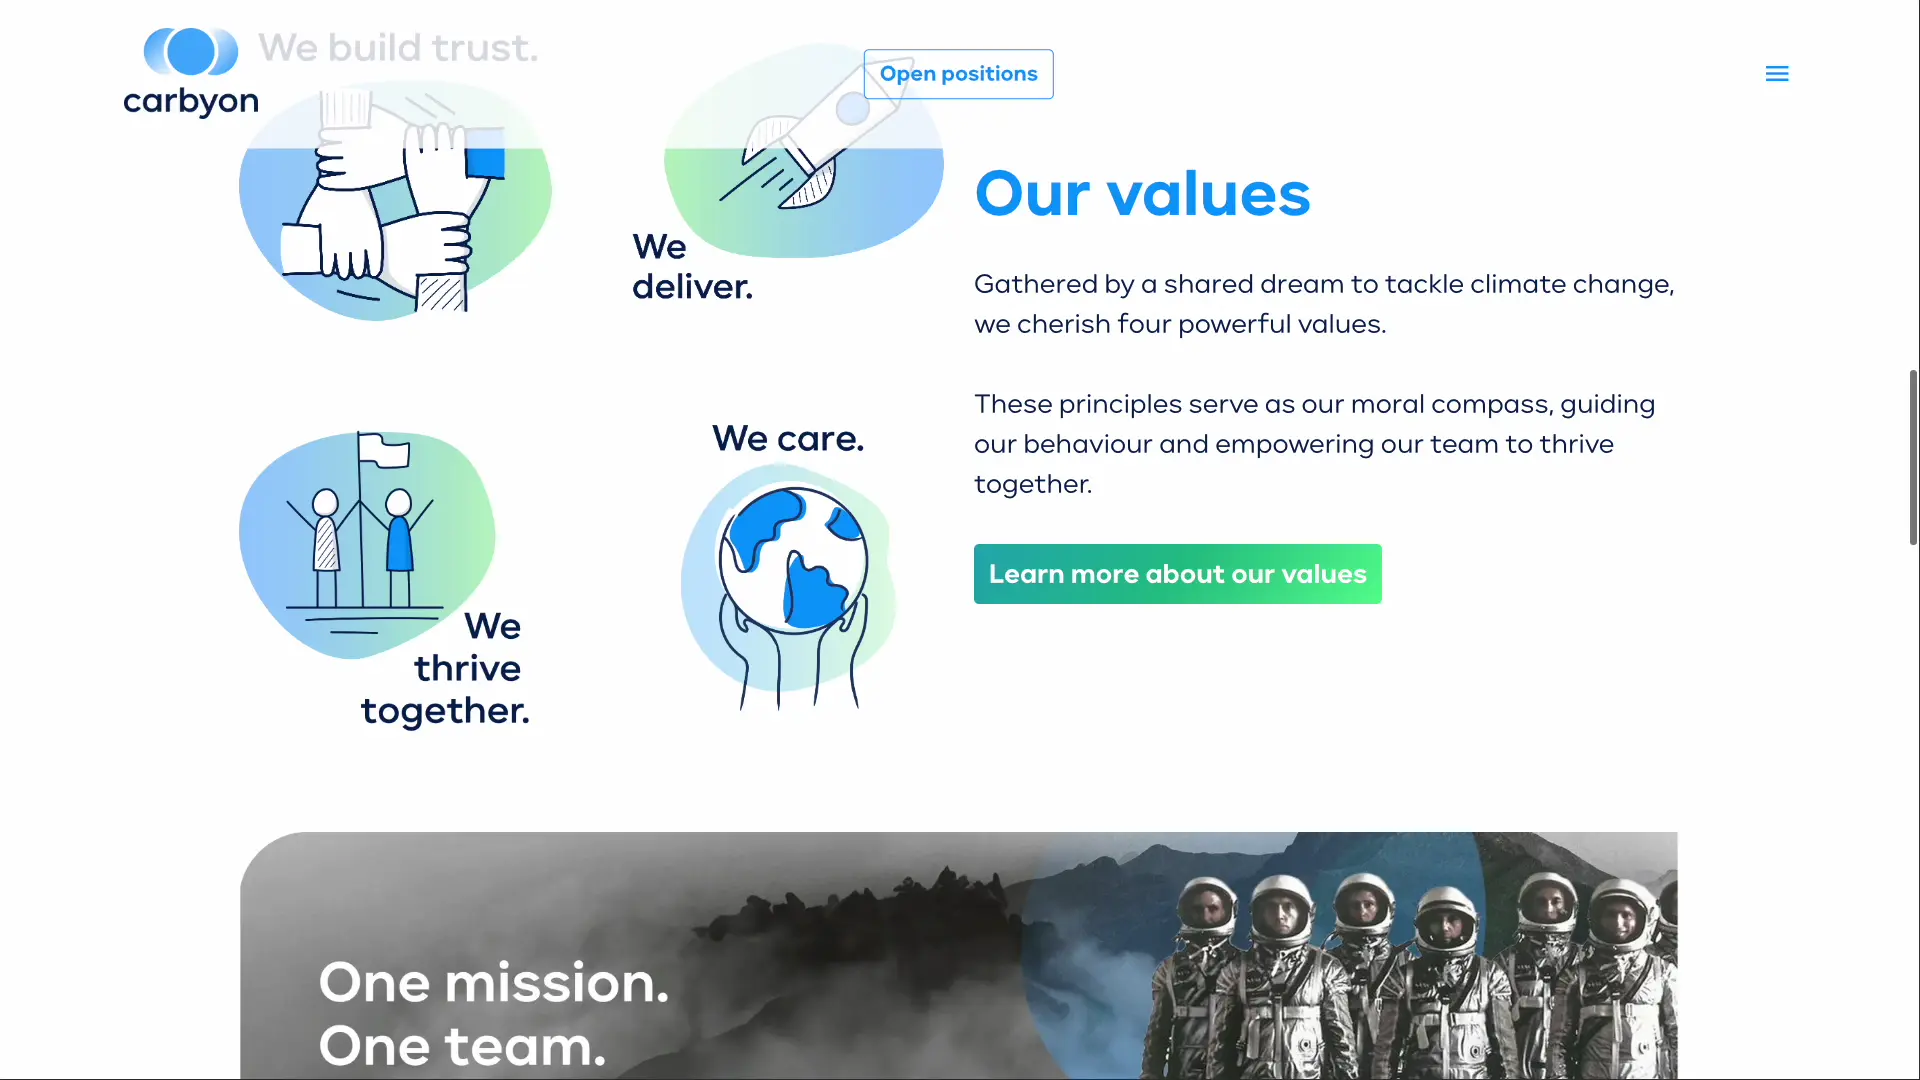 We build trust.
carbyon
Open positions
We
deliver.
We
thrive
together.
We care.
Our values
Gathered by a shared dream to tackle climate change,
we cherish four powerful values.
These principles serve as our moral compass, guiding
our behaviour and empowering our team to thrive
together.
Learn more about our values
One mission.
One team.